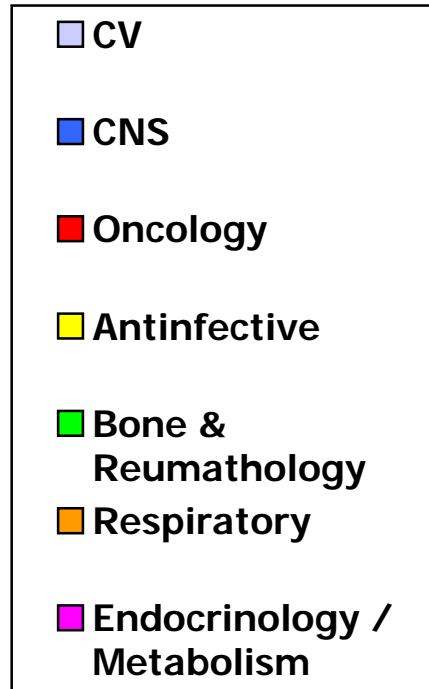 CV
CNS
Oncology
Antinfective
Bone &
Reumathology
Respiratory
Endocrinology /
Metabolism